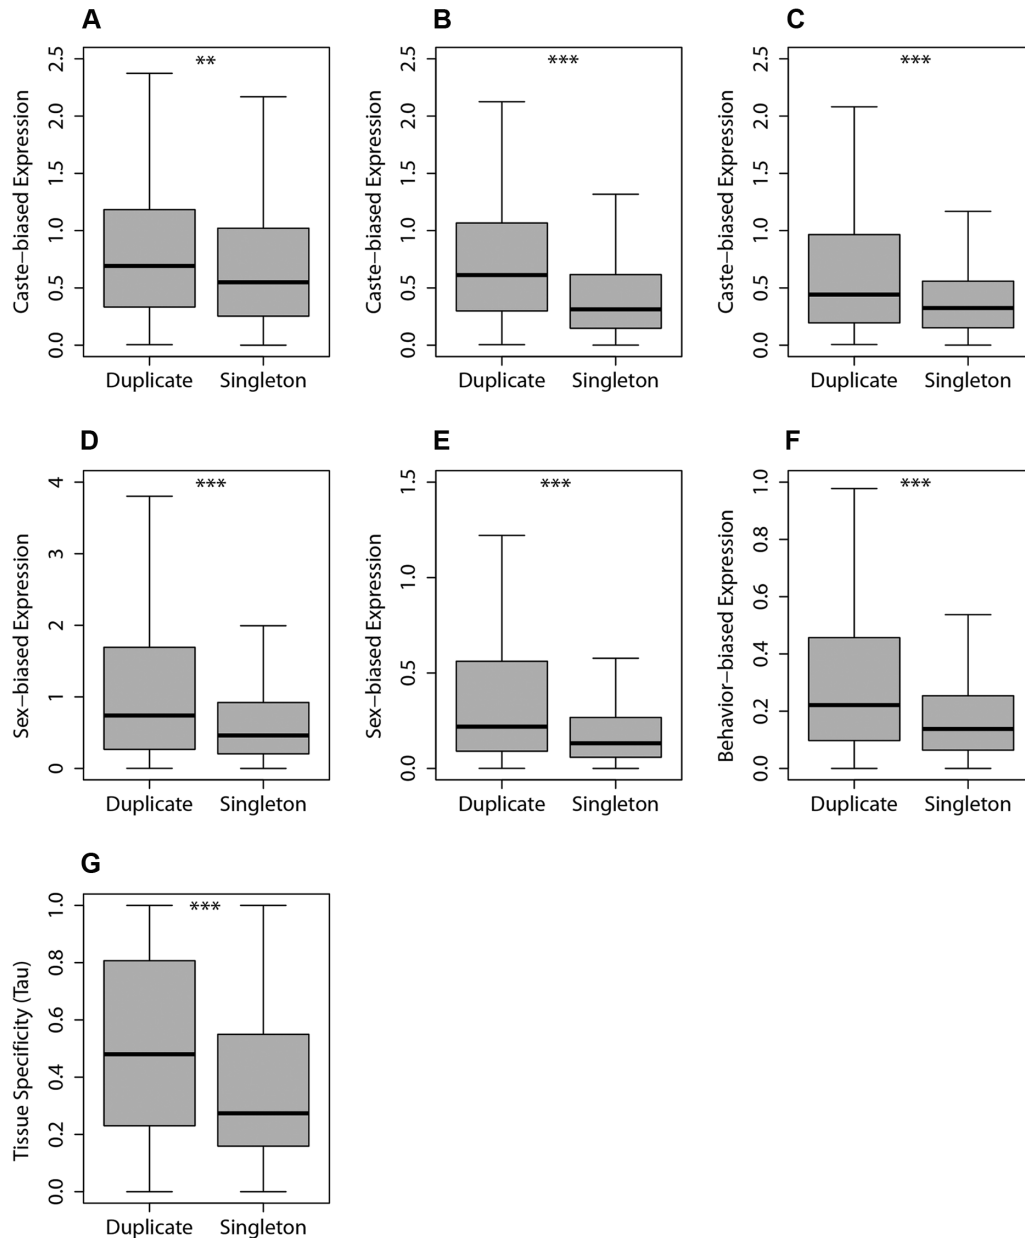 A
B
C
Caste-biased Expression
2.5
2.0
1.5
1.0
0.5
0.0
**
Duplicate
Singleton
Caste-biased Expression
2.5
2.0
1.5
1.0
0.5
0.0
***
Duplicate
Singleton
Caste-biased Expression
2.5
2.0
1.5
1.0
0.5
0.0
***
Duplicate
Singleton
D
E
F
Sex-biased Expression
4
3
2
1
0
***
Duplicate
Singleton
Sex-biased Expression
1.5
1.0
0.5
0.0
***
Duplicate
Singleton
Behavior-biased Expression
1.0
0.8
0.6
0.4
0.2
0.0
***
Duplicate
Singleton
G
Tissue Specificity (Tau)
1.0
0.8
0.6
0.4
0.2
0.0
***
Duplicate
Singleton